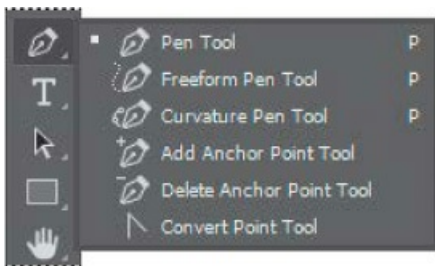 Pen Tool P
Freeform Pen Tool P
Curvature Pen Tool P
Add Anchor Point Tool
Delete Anchor Point Tool
Convert Point Tool
T